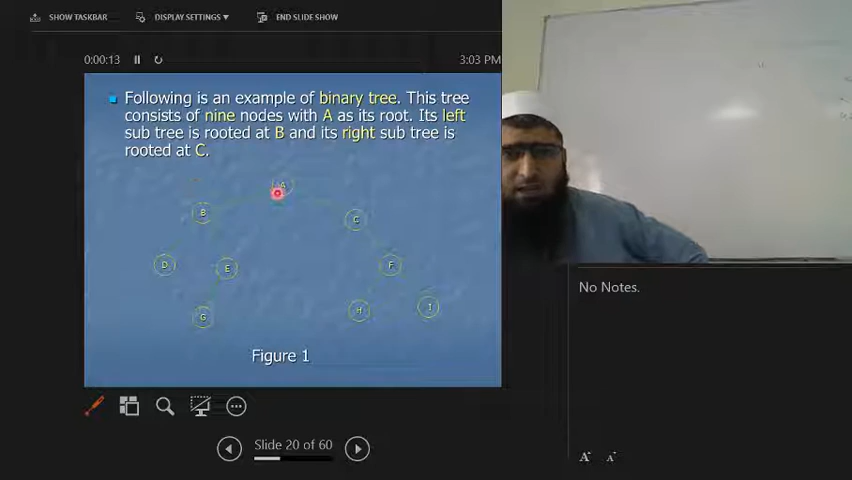 SHOW TASKBAR
DISPLAY SETTINGS ▼
END SLIDE SHOW
0:00:13
3:03 PM
Following is an example of binary tree. This tree
consists of nine nodes with A as its root. Its left
sub tree is rooted at B and its right sub tree is
rooted at C.
A
B
C
D
E
F
G
H
I
Figure 1
No Notes.
Slide 20 of 60
A A